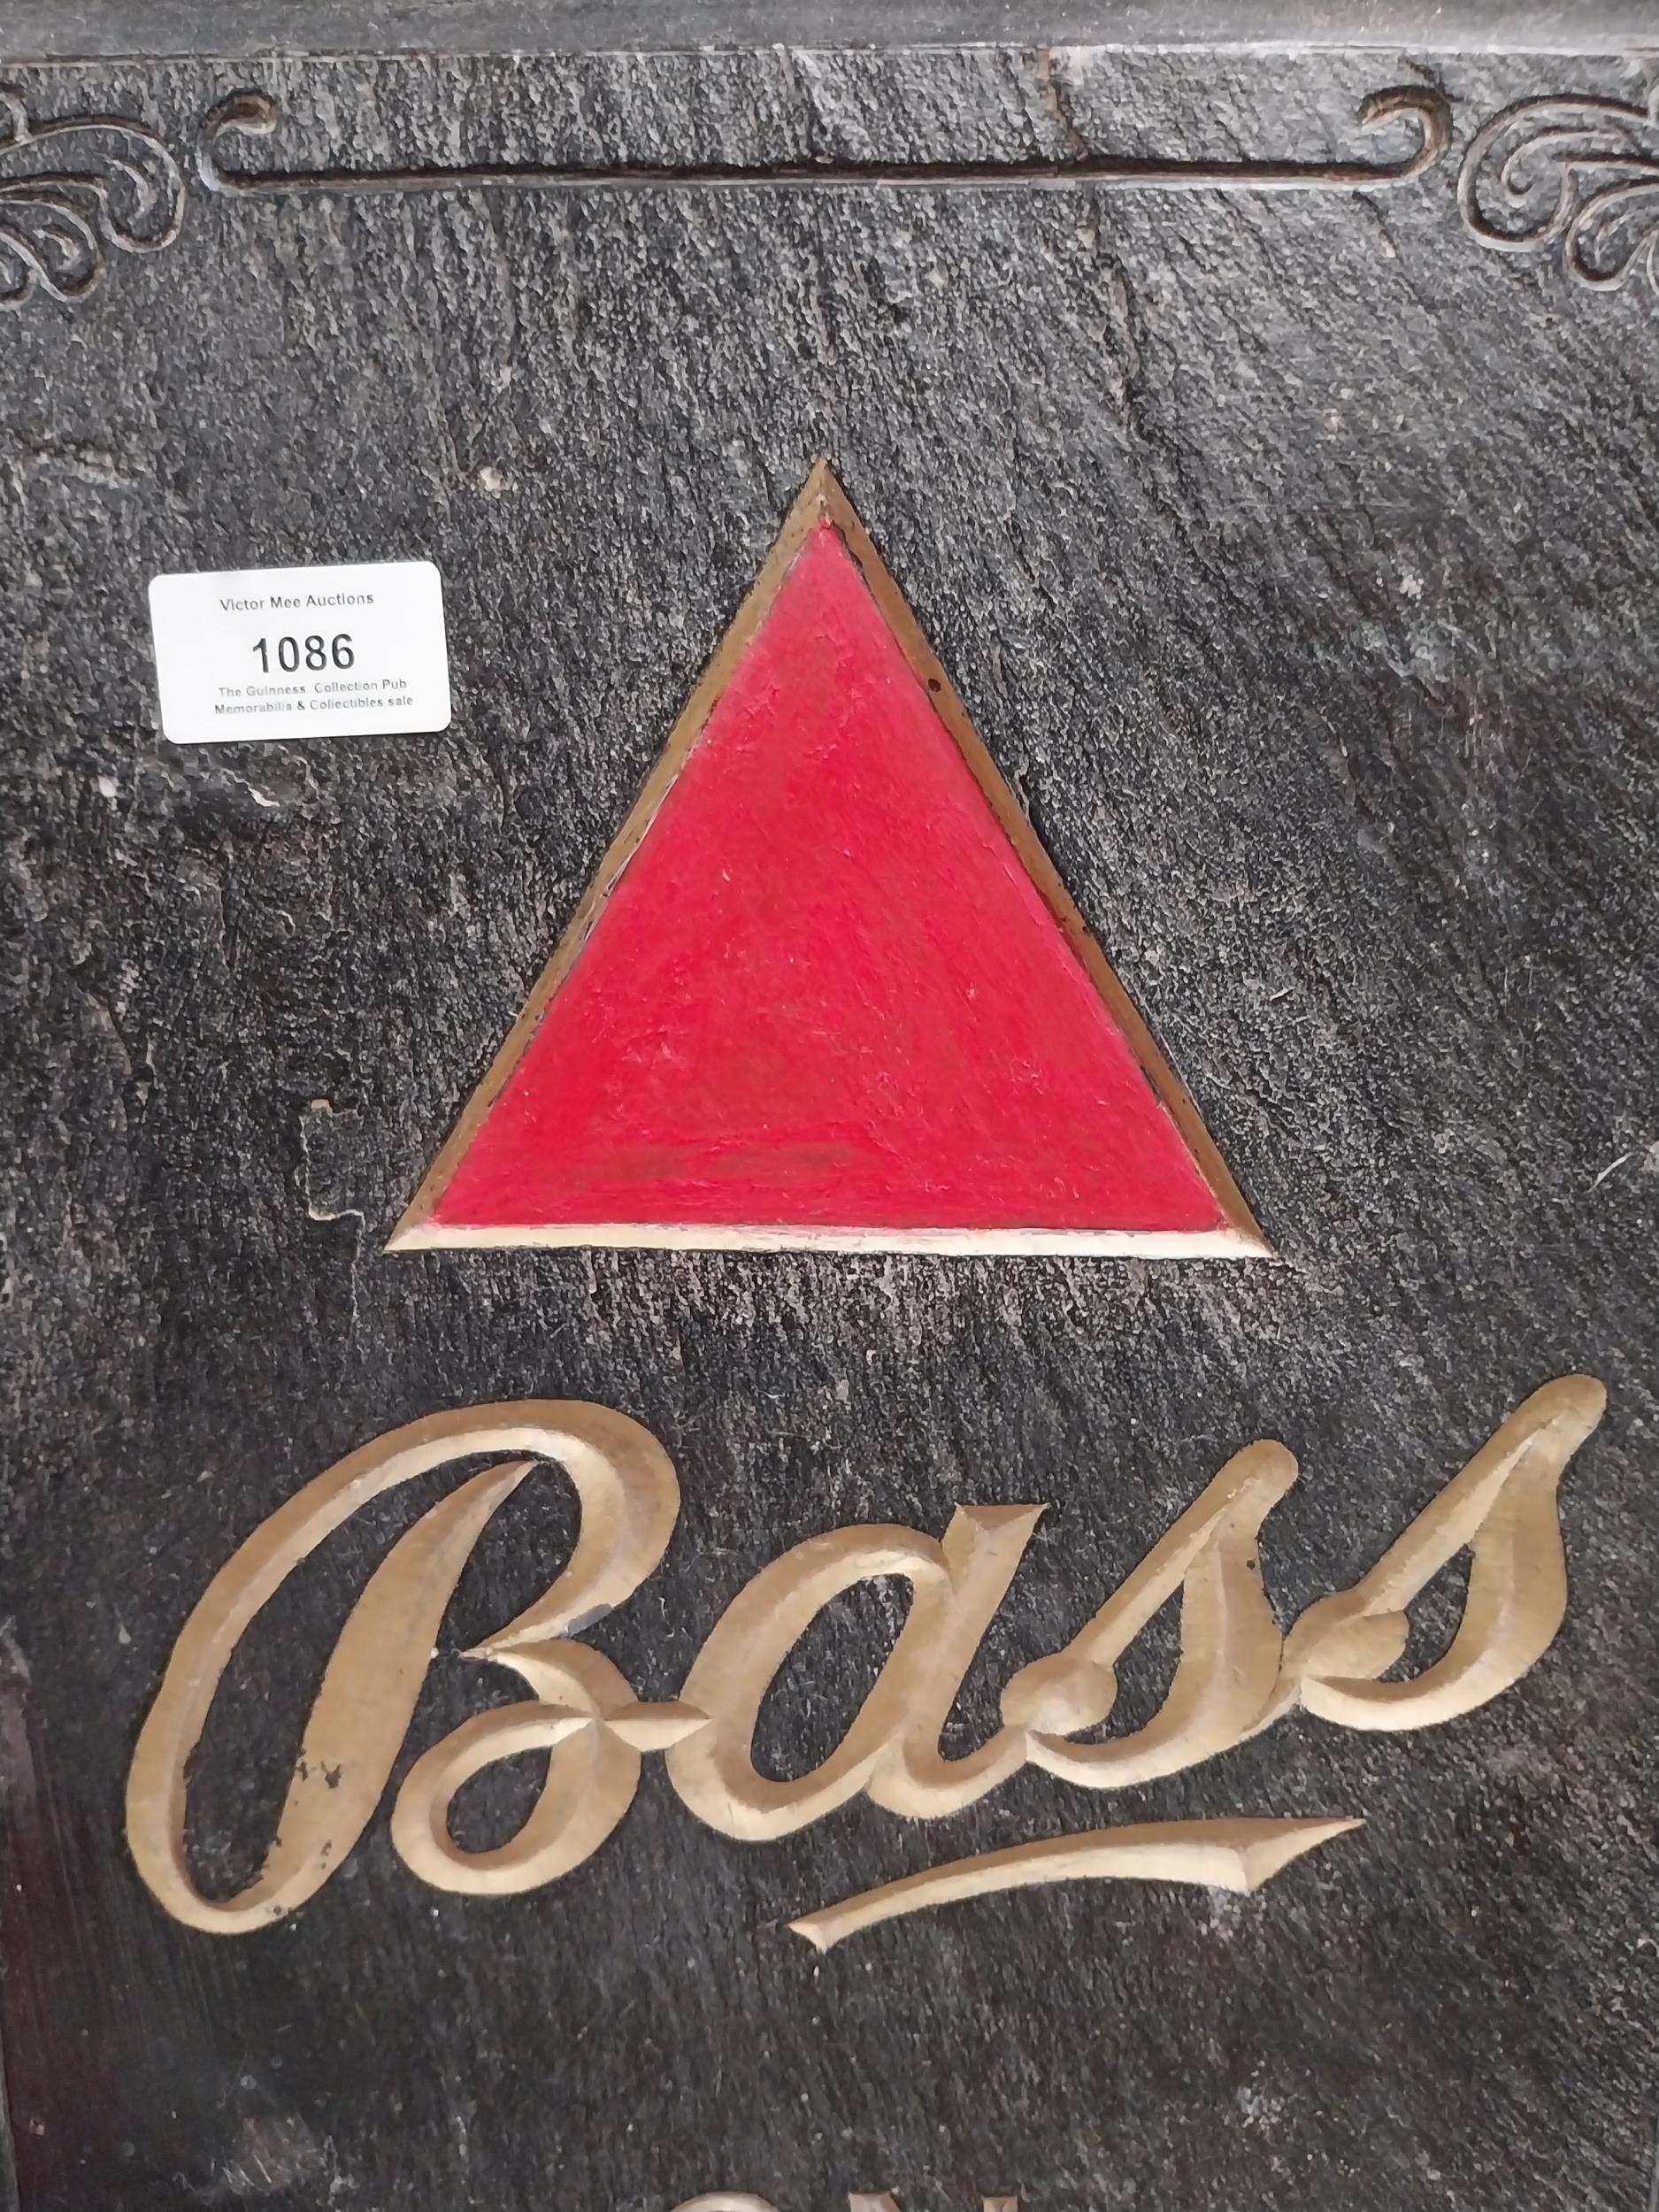 Victor Mee Auctions
1086
The Guinness Collection Pub
Memorabilia & Collectibles sale
Bass